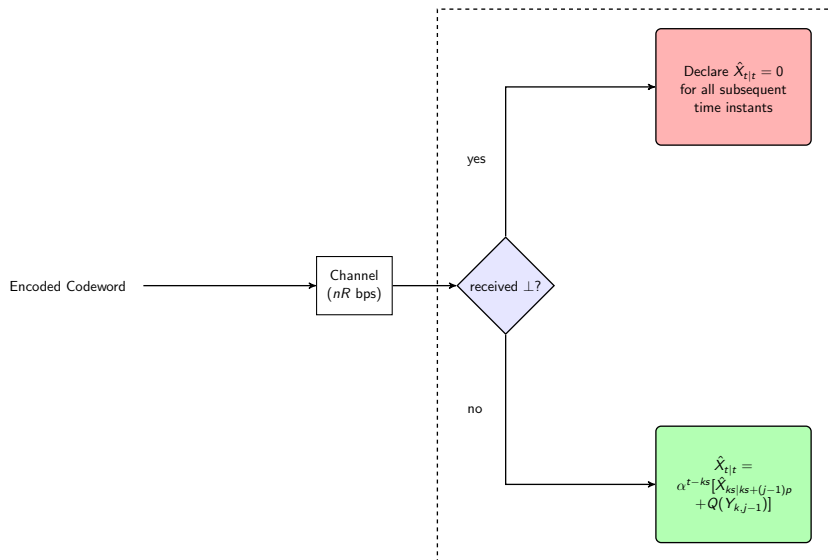 Declare X̂_{t|t} = 0
for all subsequent
time instants
yes
Encoded Codeword
Channel
(nR bps)
received ⊥?
no
X̂_{t|t} =
α^{t−ks}[X̂_{ks|ks+(j−1)p}
+Q(Y_{k,j−1})]